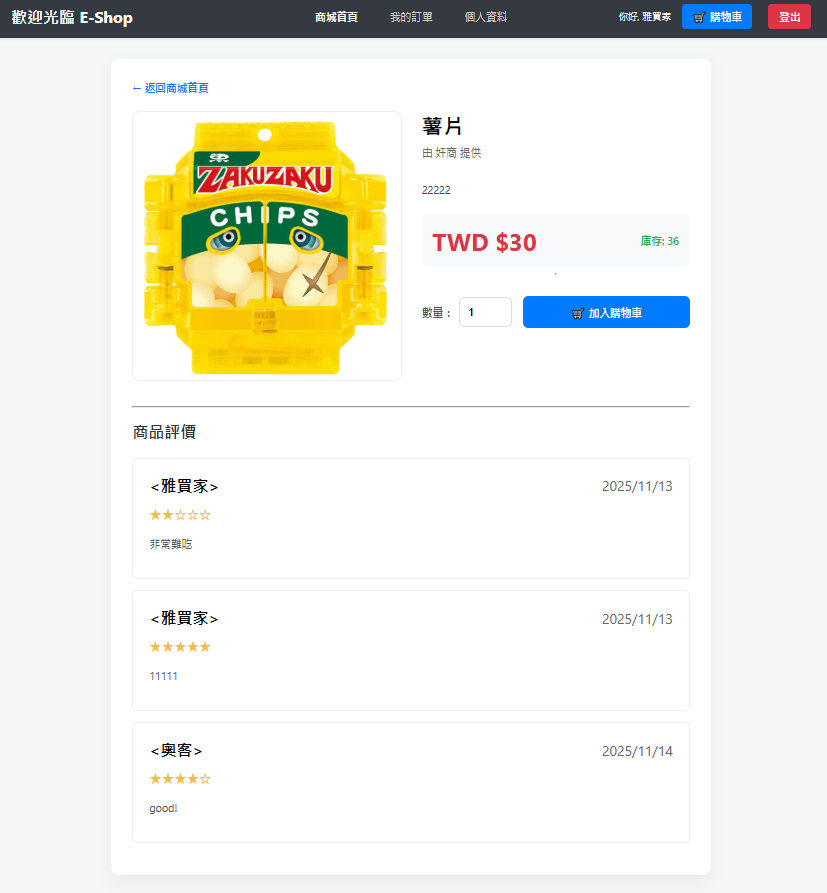 歡迎光臨 E-Shop
商城首頁 我的訂單 個人資料
你好, 雅買家 🛒 購物車 登出
← 返回商城首頁
ZAKUZAKU
CHIPS
薯片
由 奸商 提供
22222
TWD $30
庫存: 36
數量： 1 🛒 加入購物車
商品評價
<雅買家> 2025/11/13
★★☆☆☆
非常難吃
<雅買家> 2025/11/13
★★★★★
11111
<奧客> 2025/11/14
★★★★☆
good!